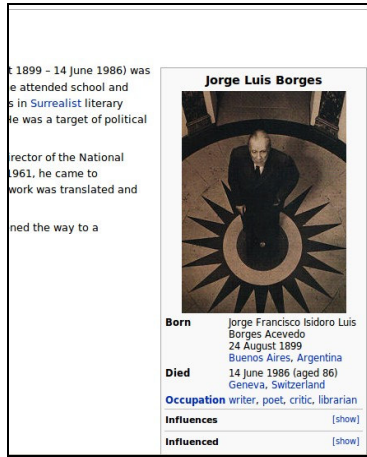 t 1899 – 14 June 1986) was
e attended school and
s in Surrealist literary
He was a target of political
irector of the National
1961, he came to
work was translated and
ned the way to a
Jorge Luis Borges
Born Jorge Francisco Isidoro Luis
Borges Acevedo
24 August 1899
Buenos Aires, Argentina
Died 14 June 1986 (aged 86)
Geneva, Switzerland
Occupation writer, poet, critic, librarian
Influences [show]
Influenced [show]